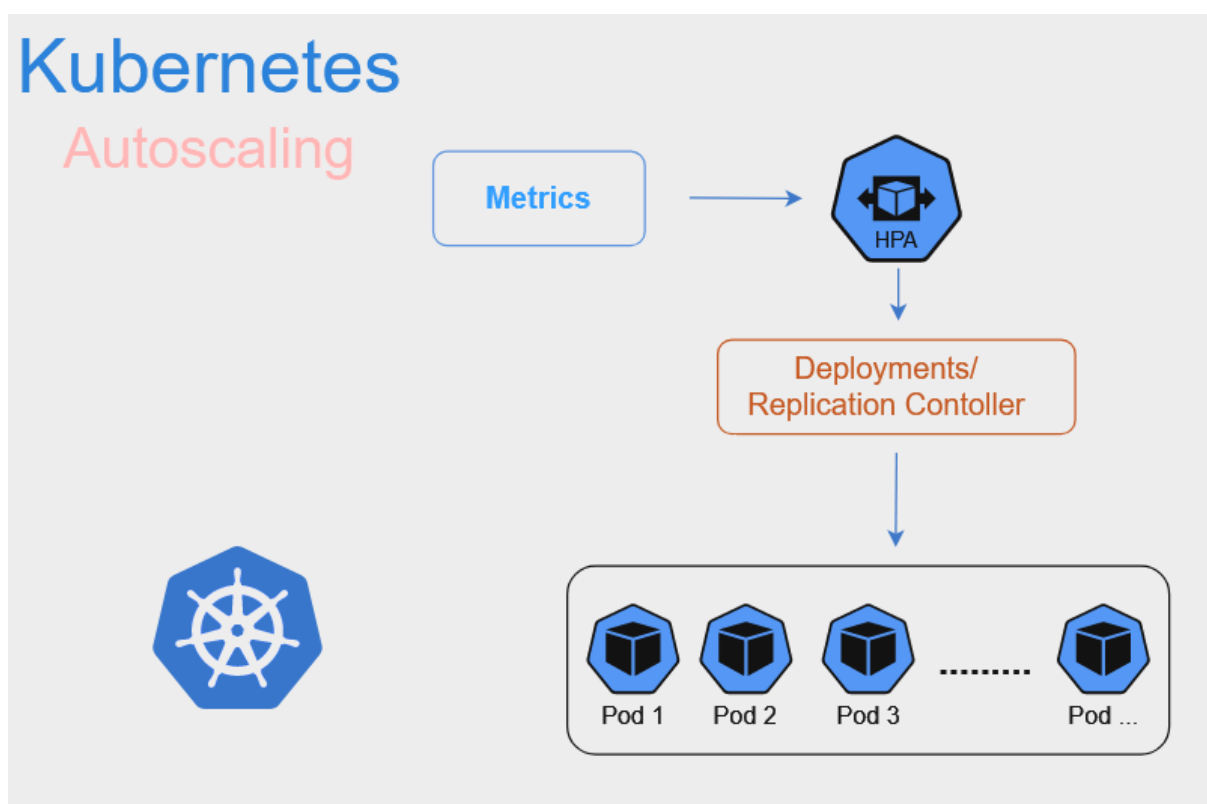 Kubernetes
Autoscaling
Metrics
HPA
Deployments/
Replication Contoller
Pod 1
Pod 2
Pod 3
.........
Pod ...